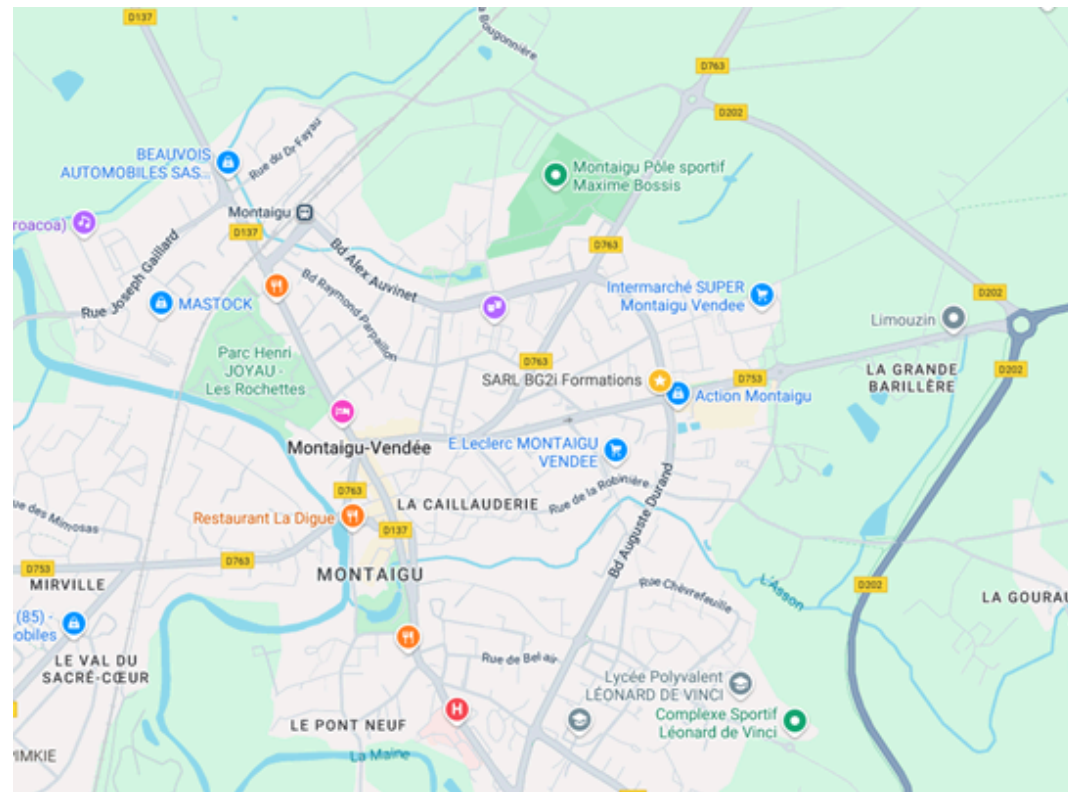 D137
Bougonnière
D763
D202
BEAUVOIS
AUTOMOBILES SAS...
Rue du Dr Fayau
Montaigu Pôle sportif
Maxime Bossis
roacoa)
Montaigu
D137
Rue Joseph Gaillard
Bd Alex Auvinet
D763
Bd Raymond Parpaillon
MASTOCK
Intermarché SUPER
Montaigu Vendee
D202
Limouzin
Parc Henri
JOYAU -
Les Rochettes
D763
SARL BG2i Formations
D753
LA GRANDE
BARILLÈRE
D202
Action Montaigu
Montaigu-Vendée
E.Leclerc MONTAIGU
VENDEE
D763
LA CAILLAUDERIE
Rue de la Robinière
ue des Mimosas
Restaurant La Digue
D137
Bd Auguste Durand
D753
D763
MIRVILLE
MONTAIGU
Rue Chèvrefeuille
L'Asson
D202
LA GOURAU
(85) -
obiles
H
LE VAL DU
SACRÉ-CŒUR
Rue de Bel air
Lycée Polyvalent
LÉONARD DE VINCI
Complexe Sportif
Léonard de Vinci
LE PONT NEUF
La Maine
IMKIE